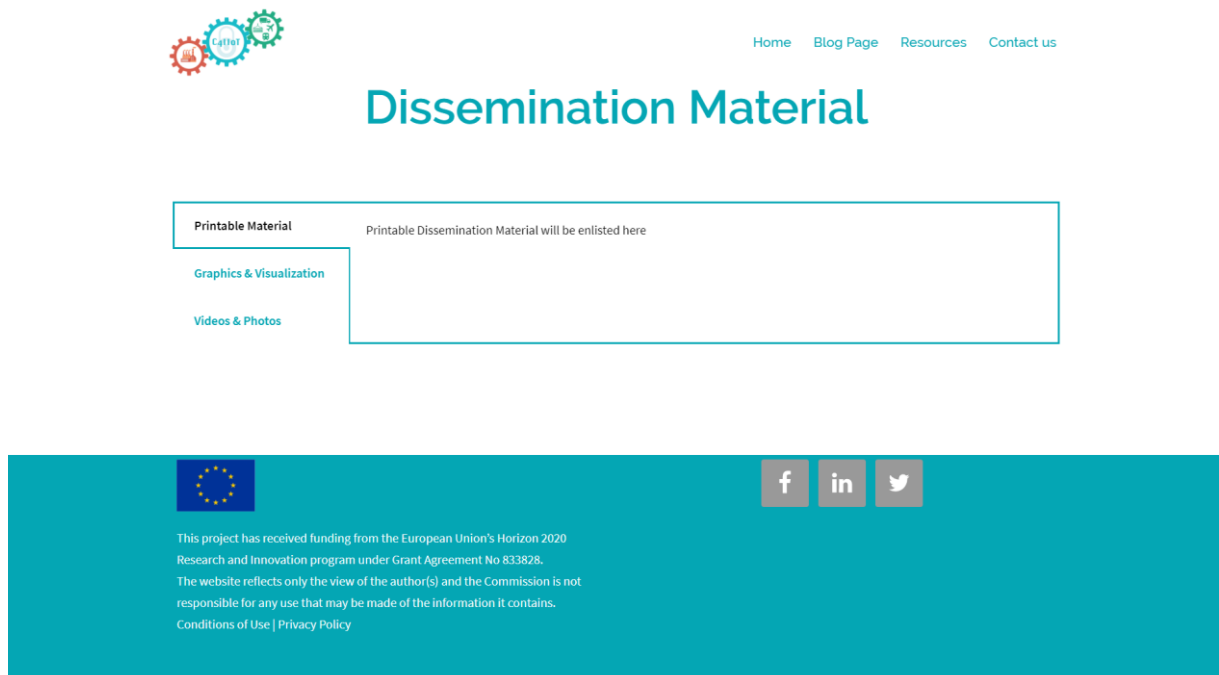 C4IIoT
Home Blog Page Resources Contact us
Dissemination Material
Printable Material
Printable Dissemination Material will be enlisted here
Graphics & Visualization
Videos & Photos
f in
This project has received funding from the European Union’s Horizon 2020
Research and Innovation program under Grant Agreement No 833828.
The website reflects only the view of the author(s) and the Commission is not
responsible for any use that may be made of the information it contains.
Conditions of Use | Privacy Policy